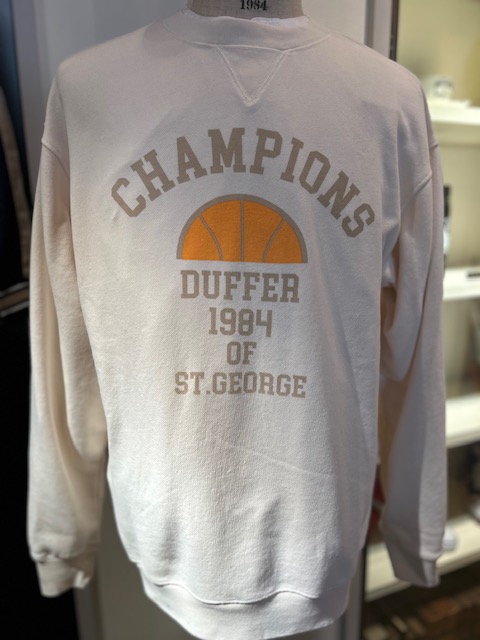 1984
CHAMPIONS
DUFFER
1984
OF
ST.GEORGE